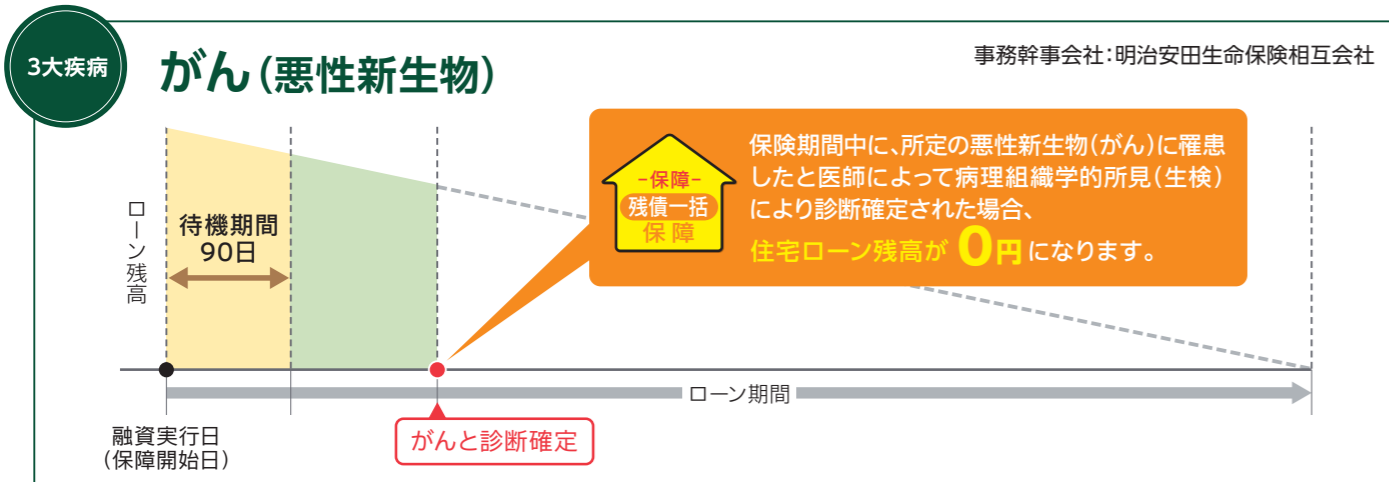 3大疾病
がん(悪性新生物)
事務幹事会社:明治安田生命保険相互会社
ローン残高
待機期間
90日
-保障-
残債一括
保障
保険期間中に、所定の悪性新生物(がん)に罹患
したと医師によって病理組織学的所見(生検)
により診断確定された場合、
住宅ローン残高が0円になります。
ローン期間
融資実行日
(保障開始日)
がんと診断確定